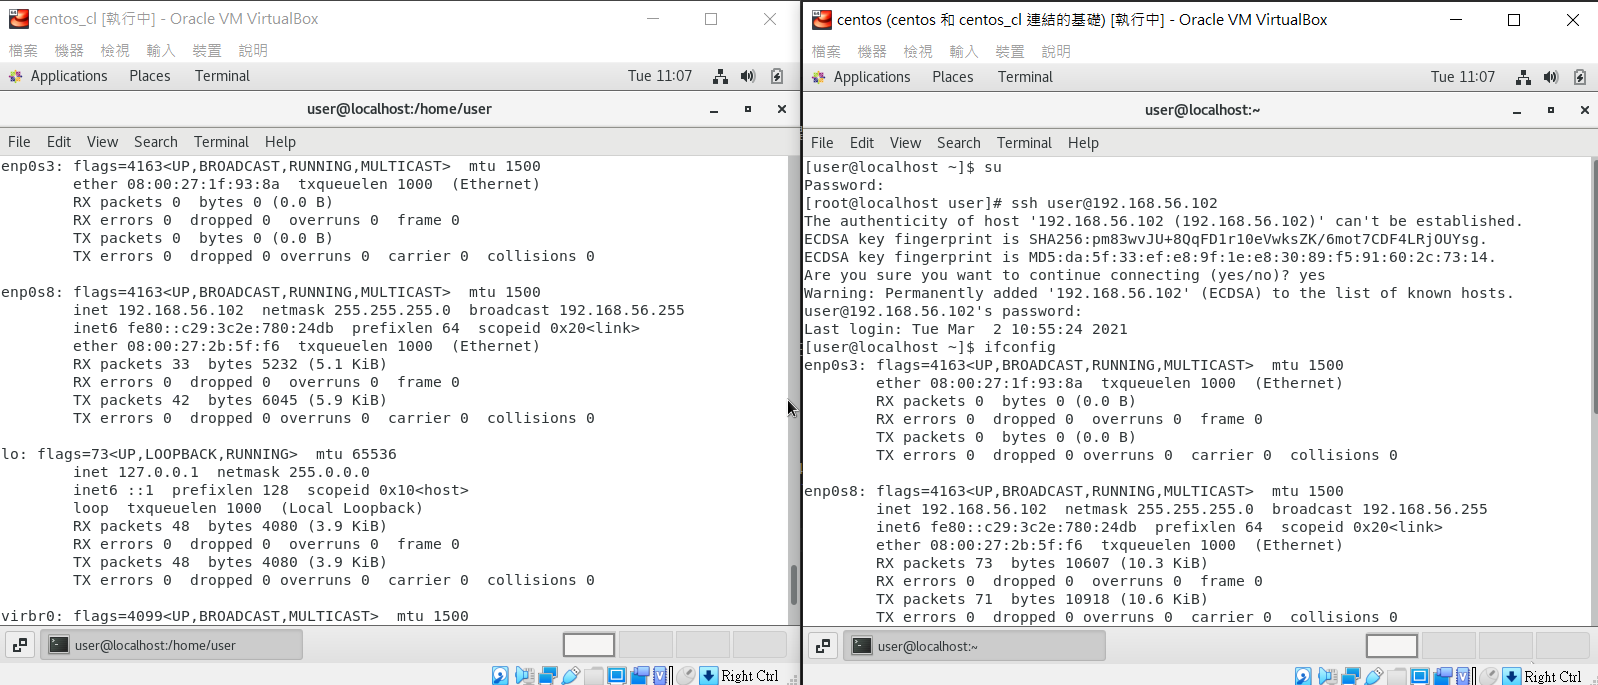 centos_cl [執行中] - Oracle VM VirtualBox
檔案 機器 檢視 輸入 裝置 說明
Applications Places Terminal Tue 11:07
user@localhost:/home/user
File Edit View Search Terminal Help
enp0s3: flags=4163<UP,BROADCAST,RUNNING,MULTICAST>  mtu 1500
        ether 08:00:27:1f:93:8a  txqueuelen 1000  (Ethernet)
        RX packets 0  bytes 0 (0.0 B)
        RX errors 0  dropped 0  overruns 0  frame 0
        TX packets 0  bytes 0 (0.0 B)
        TX errors 0  dropped 0 overruns 0  carrier 0  collisions 0

enp0s8: flags=4163<UP,BROADCAST,RUNNING,MULTICAST>  mtu 1500
        inet 192.168.56.102  netmask 255.255.255.0  broadcast 192.168.56.255
        inet6 fe80::c29:3c2e:780:24db  prefixlen 64  scopeid 0x20<link>
        ether 08:00:27:2b:5f:f6  txqueuelen 1000  (Ethernet)
        RX packets 33  bytes 5232 (5.1 KiB)
        RX errors 0  dropped 0  overruns 0  frame 0
        TX packets 42  bytes 6045 (5.9 KiB)
        TX errors 0  dropped 0 overruns 0  carrier 0  collisions 0

lo: flags=73<UP,LOOPBACK,RUNNING>  mtu 65536
        inet 127.0.0.1  netmask 255.0.0.0
        inet6 ::1  prefixlen 128  scopeid 0x10<host>
        loop  txqueuelen 1000  (Local Loopback)
        RX packets 48  bytes 4080 (3.9 KiB)
        RX errors 0  dropped 0  overruns 0  frame 0
        TX packets 48  bytes 4080 (3.9 KiB)
        TX errors 0  dropped 0 overruns 0  carrier 0  collisions 0

virbr0: flags=4099<UP,BROADCAST,MULTICAST>  mtu 1500
user@localhost:/home/user
Right Ctrl
centos (centos 和 centos_cl 連結的基礎) [執行中] - Oracle VM VirtualBox
檔案 機器 檢視 輸入 裝置 說明
Applications Places Terminal Tue 11:07
user@localhost:~
File Edit View Search Terminal Help
[user@localhost ~]$ su
Password:
[root@localhost user]# ssh user@192.168.56.102
The authenticity of host '192.168.56.102 (192.168.56.102)' can't be established.
ECDSA key fingerprint is SHA256:pm83wvJU+8QqFD1r10eVwksZK/6mot7CDF4LRjOUYsg.
ECDSA key fingerprint is MD5:da:5f:33:ef:e8:9f:1e:e8:30:89:f5:91:60:2c:73:14.
Are you sure you want to continue connecting (yes/no)? yes
Warning: Permanently added '192.168.56.102' (ECDSA) to the list of known hosts.
user@192.168.56.102's password:
Last login: Tue Mar  2 10:55:24 2021
[user@localhost ~]$ ifconfig
enp0s3: flags=4163<UP,BROADCAST,RUNNING,MULTICAST>  mtu 1500
        ether 08:00:27:1f:93:8a  txqueuelen 1000  (Ethernet)
        RX packets 0  bytes 0 (0.0 B)
        RX errors 0  dropped 0  overruns 0  frame 0
        TX packets 0  bytes 0 (0.0 B)
        TX errors 0  dropped 0 overruns 0  carrier 0  collisions 0

enp0s8: flags=4163<UP,BROADCAST,RUNNING,MULTICAST>  mtu 1500
        inet 192.168.56.102  netmask 255.255.255.0  broadcast 192.168.56.255
        inet6 fe80::c29:3c2e:780:24db  prefixlen 64  scopeid 0x20<link>
        ether 08:00:27:2b:5f:f6  txqueuelen 1000  (Ethernet)
        RX packets 73  bytes 10607 (10.3 KiB)
        RX errors 0  dropped 0  overruns 0  frame 0
        TX packets 71  bytes 10918 (10.6 KiB)
        TX errors 0  dropped 0 overruns 0  carrier 0  collisions 0
user@localhost:~
Right Ctrl